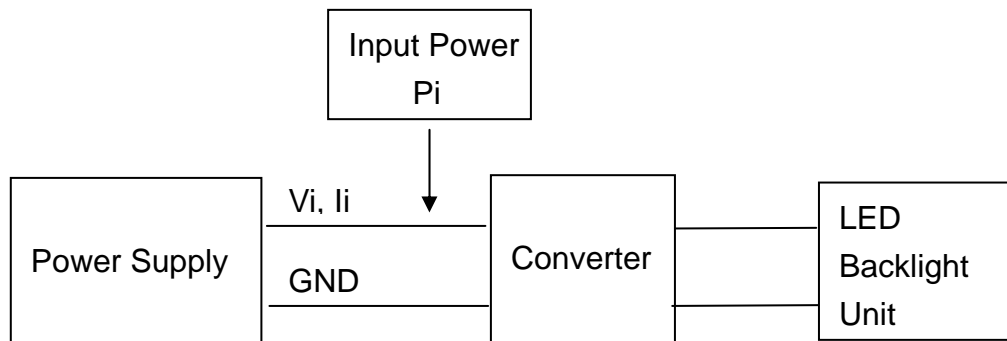 Input Power
Pi
Vi, Ii
Power Supply
GND
Converter
LED
Backlight
Unit